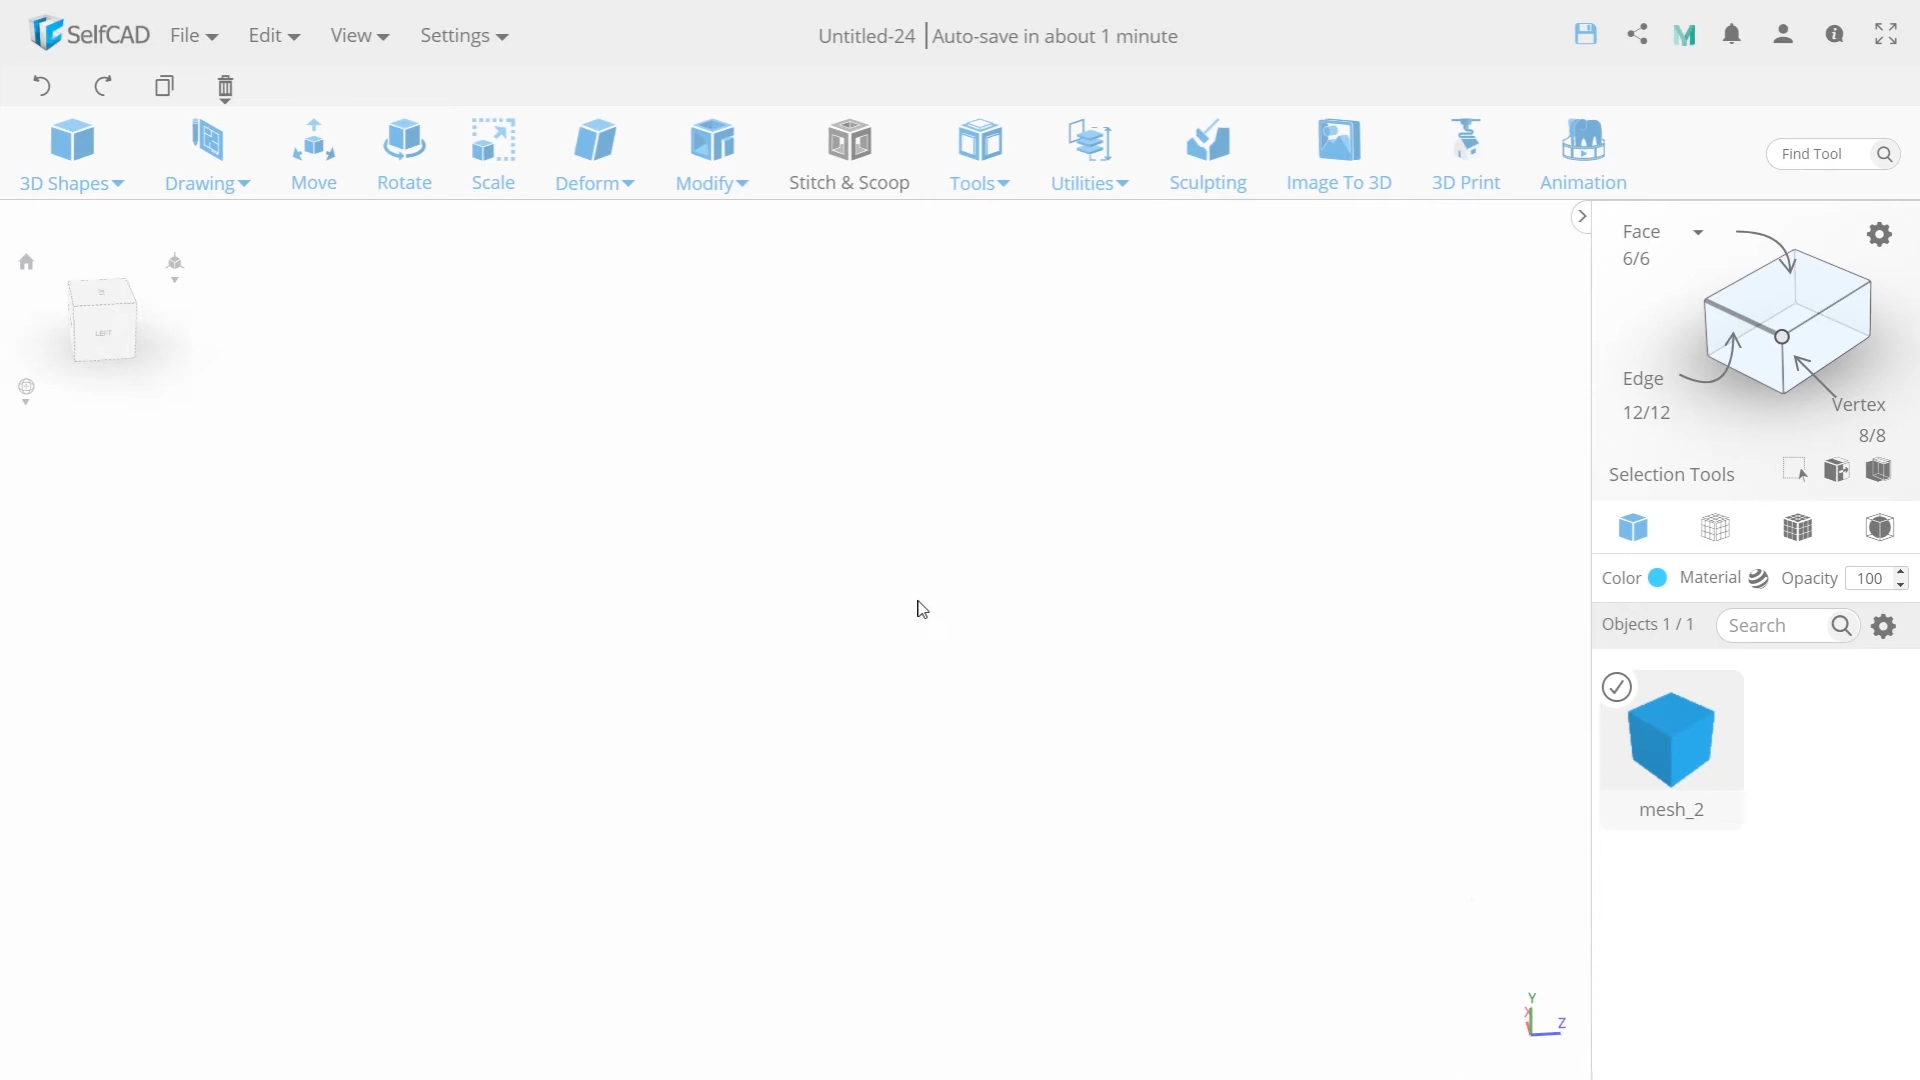 SelfCAD File Edit View Settings
Untitled-24 | Auto-save in about 1 minute
3D Shapes Drawing Move Rotate Scale Deform Modify Stitch & Scoop Tools Utilities Sculpting Image To 3D 3D Print Animation
Find Tool
LEFT
Face
6/6
Edge
12/12
Vertex
8/8
Selection Tools
Color Material Opacity 100
Objects 1 / 1 Search
mesh_2
Y
X
Z